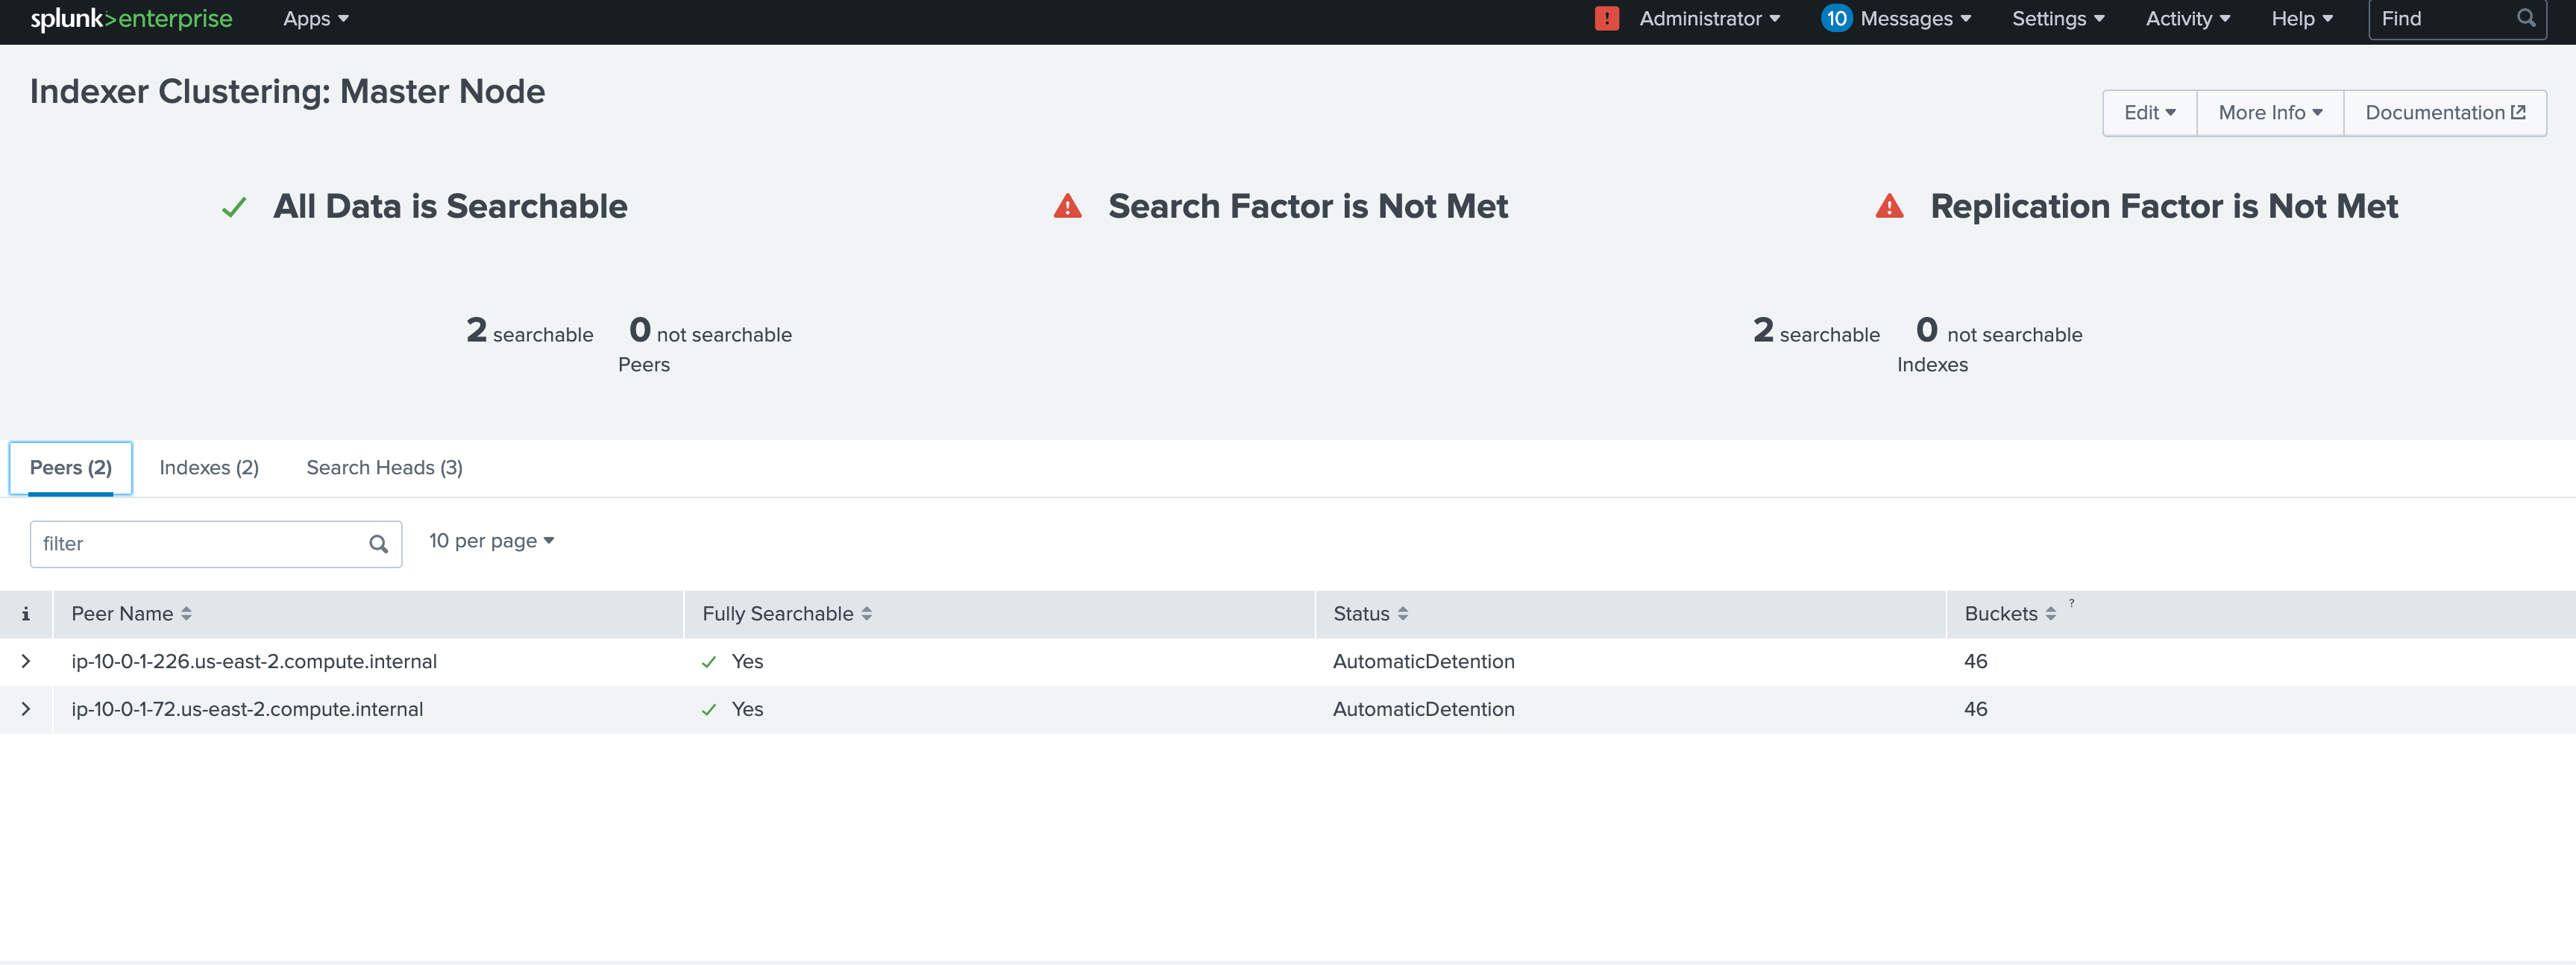 splunk>enterprise Apps Administrator 10 Messages Settings Activity Help Find
Indexer Clustering: Master Node
Edit More Info Documentation
All Data is Searchable Search Factor is Not Met Replication Factor is Not Met
2 searchable 0 not searchable 2 searchable 0 not searchable
Peers Indexes
Peers (2) Indexes (2) Search Heads (3)
filter 10 per page
i Peer Name Fully Searchable Status Buckets ?
ip-10-0-1-226.us-east-2.compute.internal Yes AutomaticDetention 46
ip-10-0-1-72.us-east-2.compute.internal Yes AutomaticDetention 46